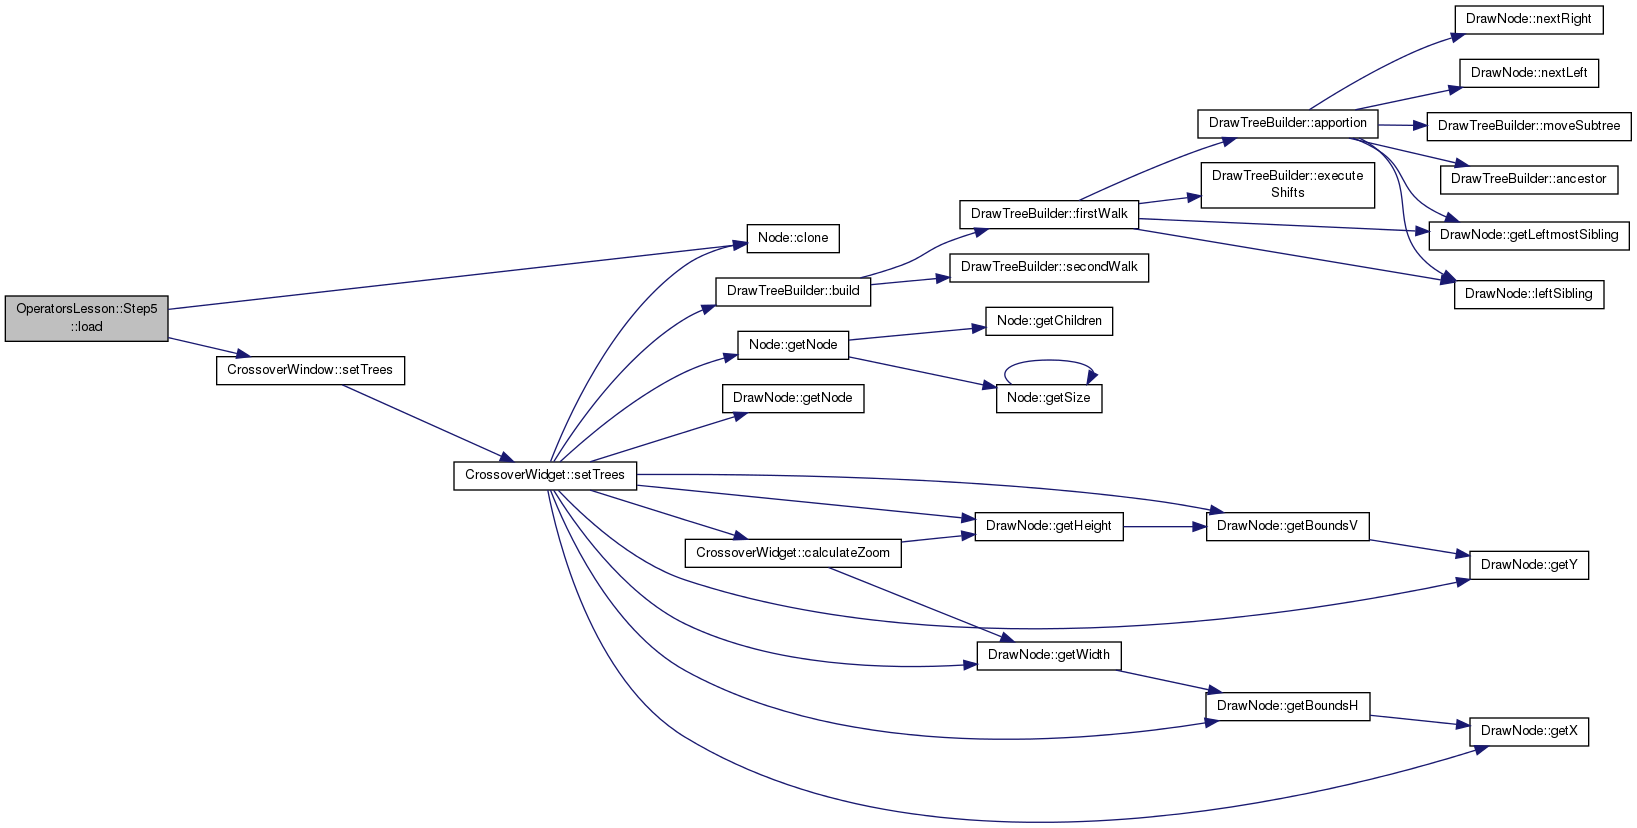 DrawNode::nextRight
DrawNode::nextLeft
DrawTreeBuilder::apportion
DrawTreeBuilder::moveSubtree
DrawTreeBuilder::execute
Shifts
DrawTreeBuilder::ancestor
DrawTreeBuilder::firstWalk
DrawNode::getLeftmostSibling
Node::clone
DrawTreeBuilder::secondWalk
DrawTreeBuilder::build
DrawNode::leftSibling
OperatorsLesson::Step5
::load
Node::getChildren
Node::getNode
CrossoverWindow::setTrees
DrawNode::getNode
Node::getSize
CrossoverWidget::setTrees
DrawNode::getHeight
DrawNode::getBoundsV
CrossoverWidget::calculateZoom
DrawNode::getY
DrawNode::getWidth
DrawNode::getBoundsH
DrawNode::getX